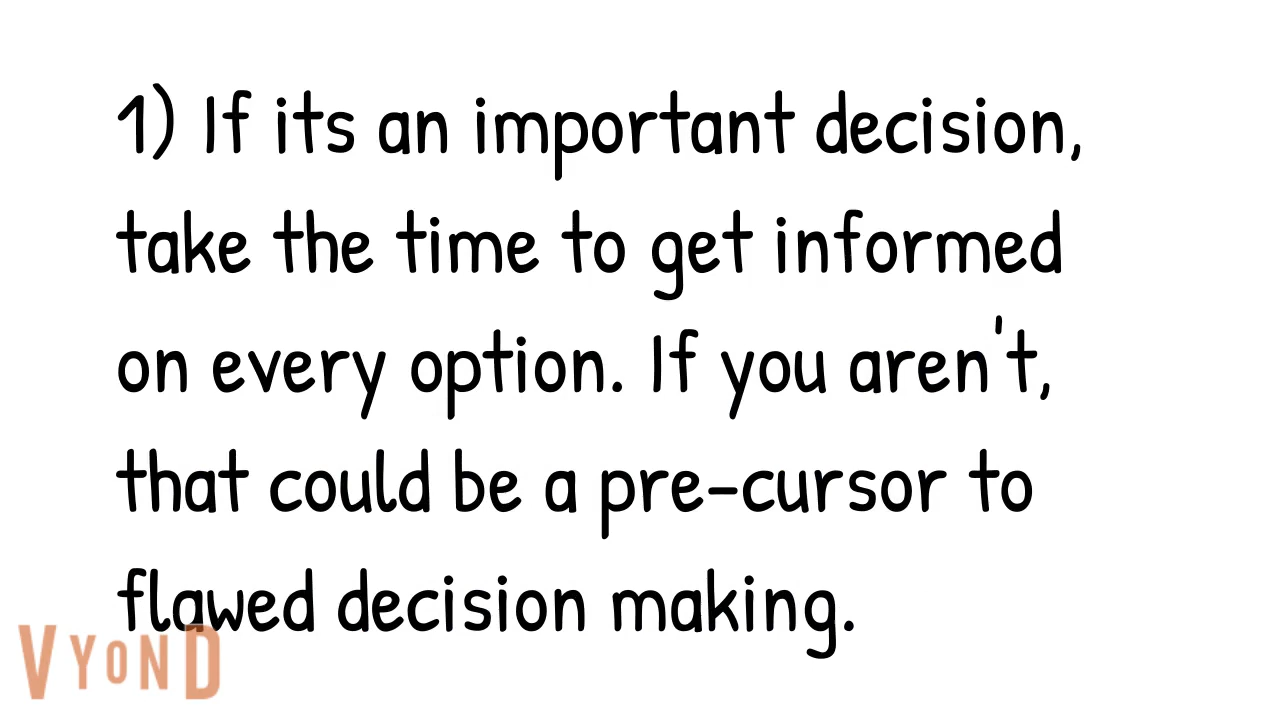 1) If its an important decision,
take the time to get informed
on every option. If you aren't,
that could be a pre-cursor to
flawed decision making.
VYOND